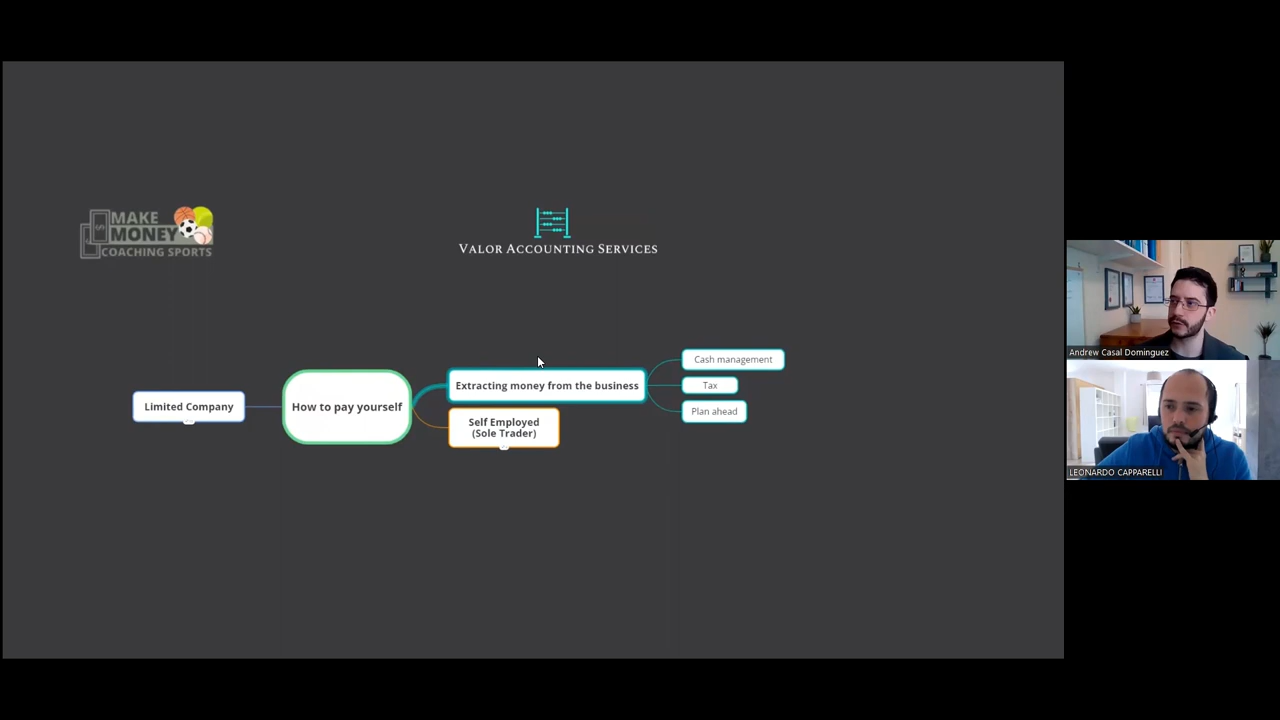 MAKE
MONEY
COACHING SPORTS
VALOR ACCOUNTING SERVICES
Limited Company
How to pay yourself
Extracting money from the business
Self Employed
(Sole Trader)
Cash management
Tax
Plan ahead
Andrew Casal Dominguez
LEONARDO CAPPARELLI